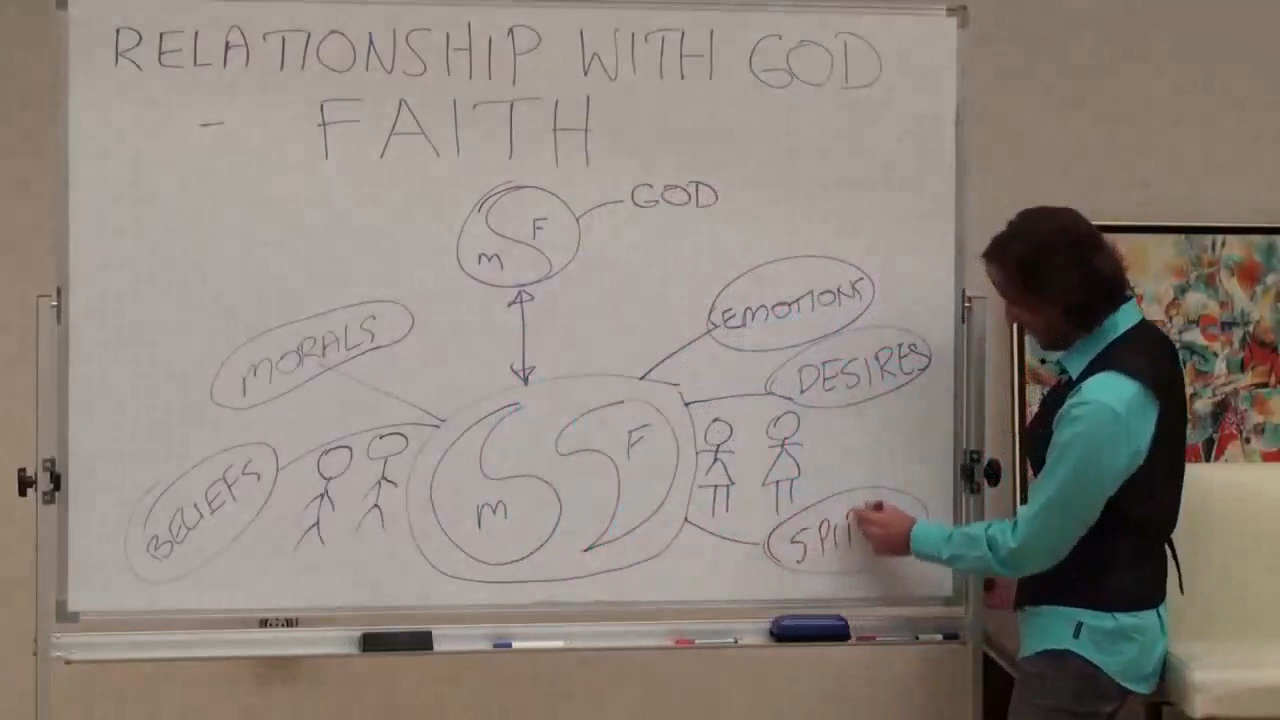 RELATIONSHIP WITH GOD
- FAITH
GOD
F
M
EMOTIONS
MORALS
DESIRES
F
M
BELIEFS